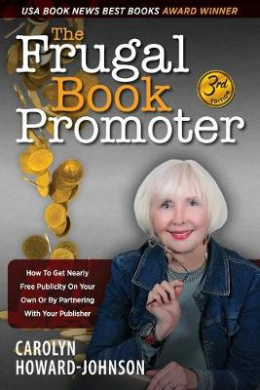 USA BOOK NEWS BEST BOOKS AWARD WINNER
The
Frugal
Book
Promoter
3rd
EDITION
How To Get Nearly
Free Publicity On Your
Own Or By Partnering
With Your Publisher
CAROLYN
HOWARD-JOHNSON